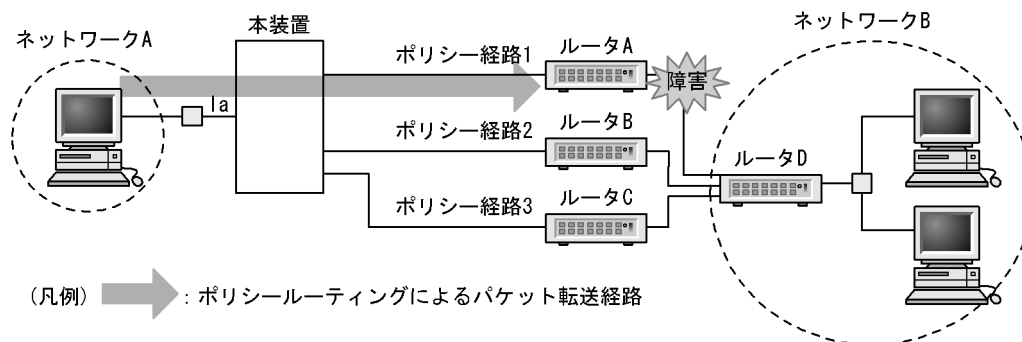 ネットワークA
本装置
Ia
ポリシー経路1
ルータA
障害
ポリシー経路2
ルータB
ポリシー経路3
ルータC
ルータD
ネットワークB
(凡例)
:ポリシールーティングによるパケット転送経路